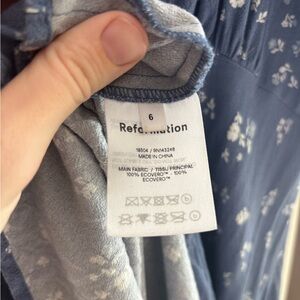 6
Reformation
MADE IN CHINA
MAIN FABRIC / TISSU PRINCIPAL
100% ECOVERO™ - 100%
ECOVERO™